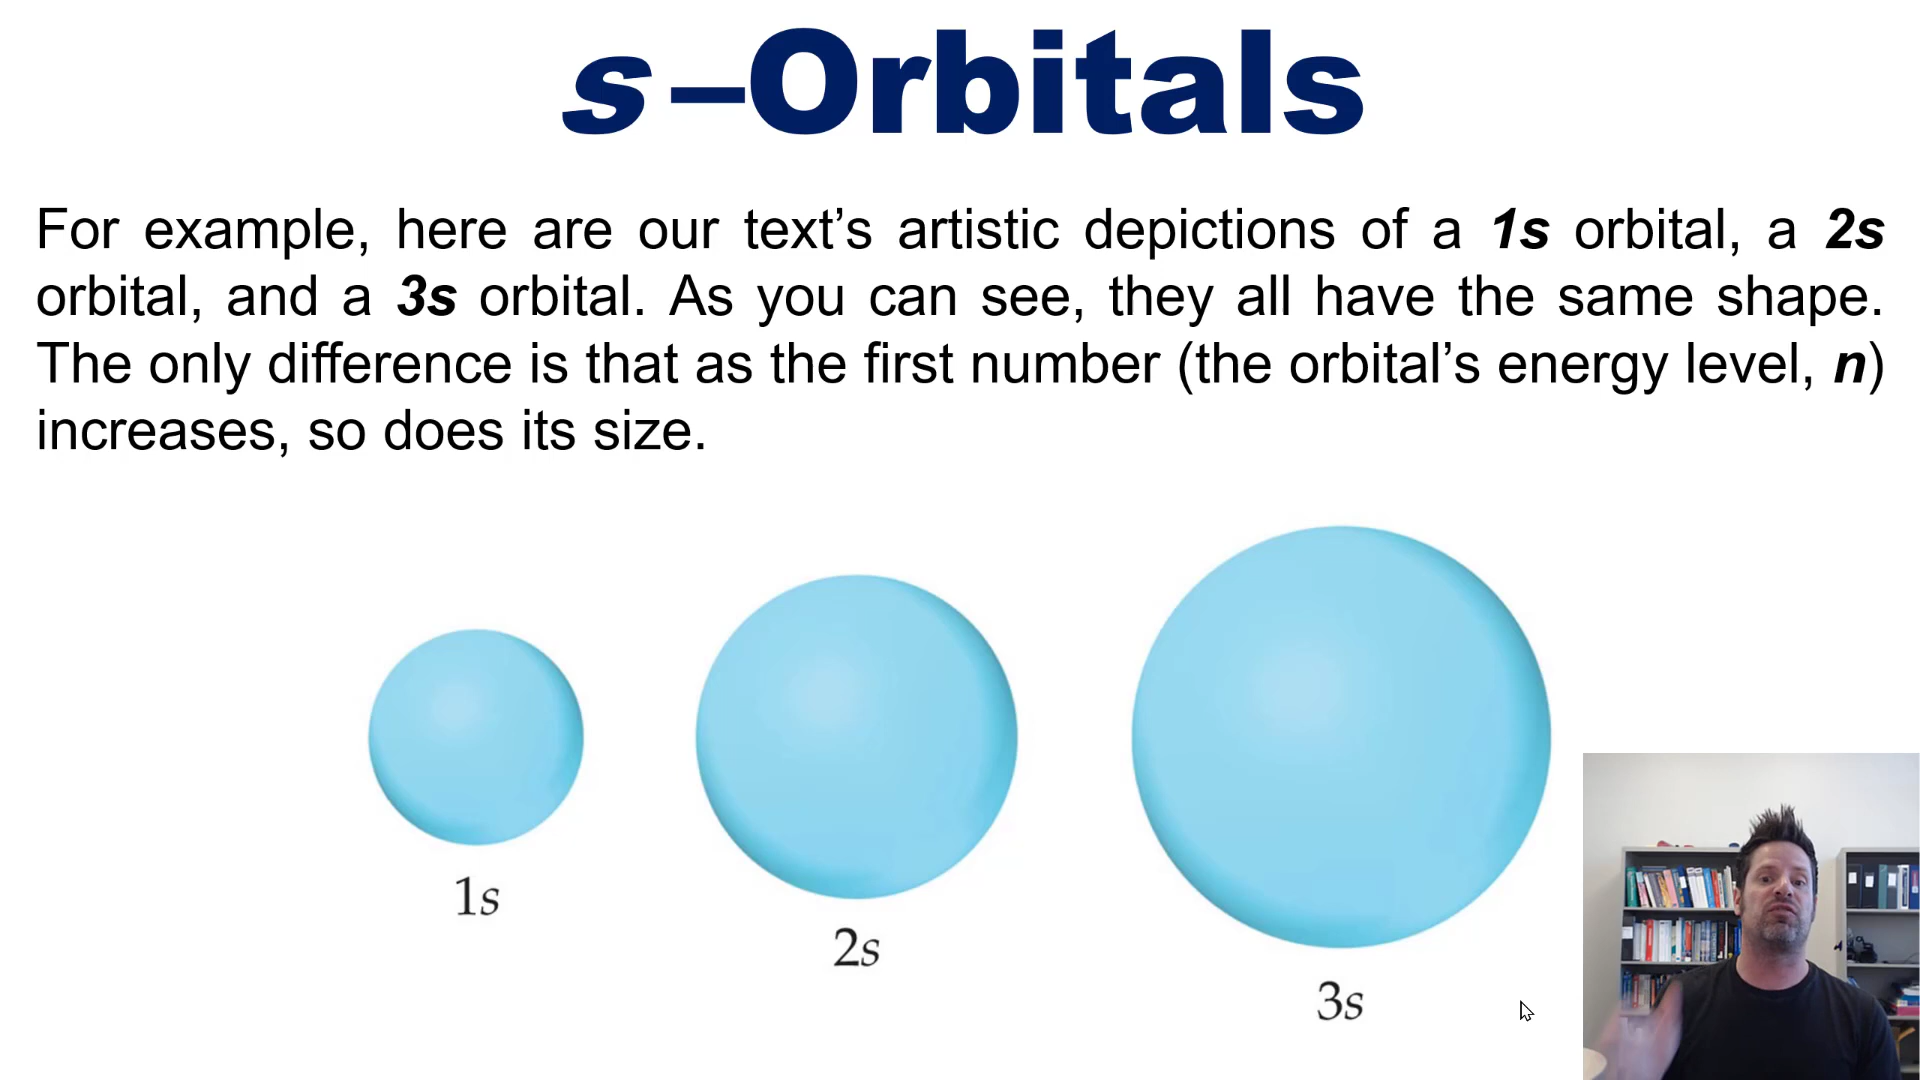 s–Orbitals
For example, here are our text’s artistic depictions of a 1s orbital, a 2s
orbital, and a 3s orbital. As you can see, they all have the same shape.
The only difference is that as the first number (the orbital’s energy level, n)
increases, so does its size.
1s
2s
3s